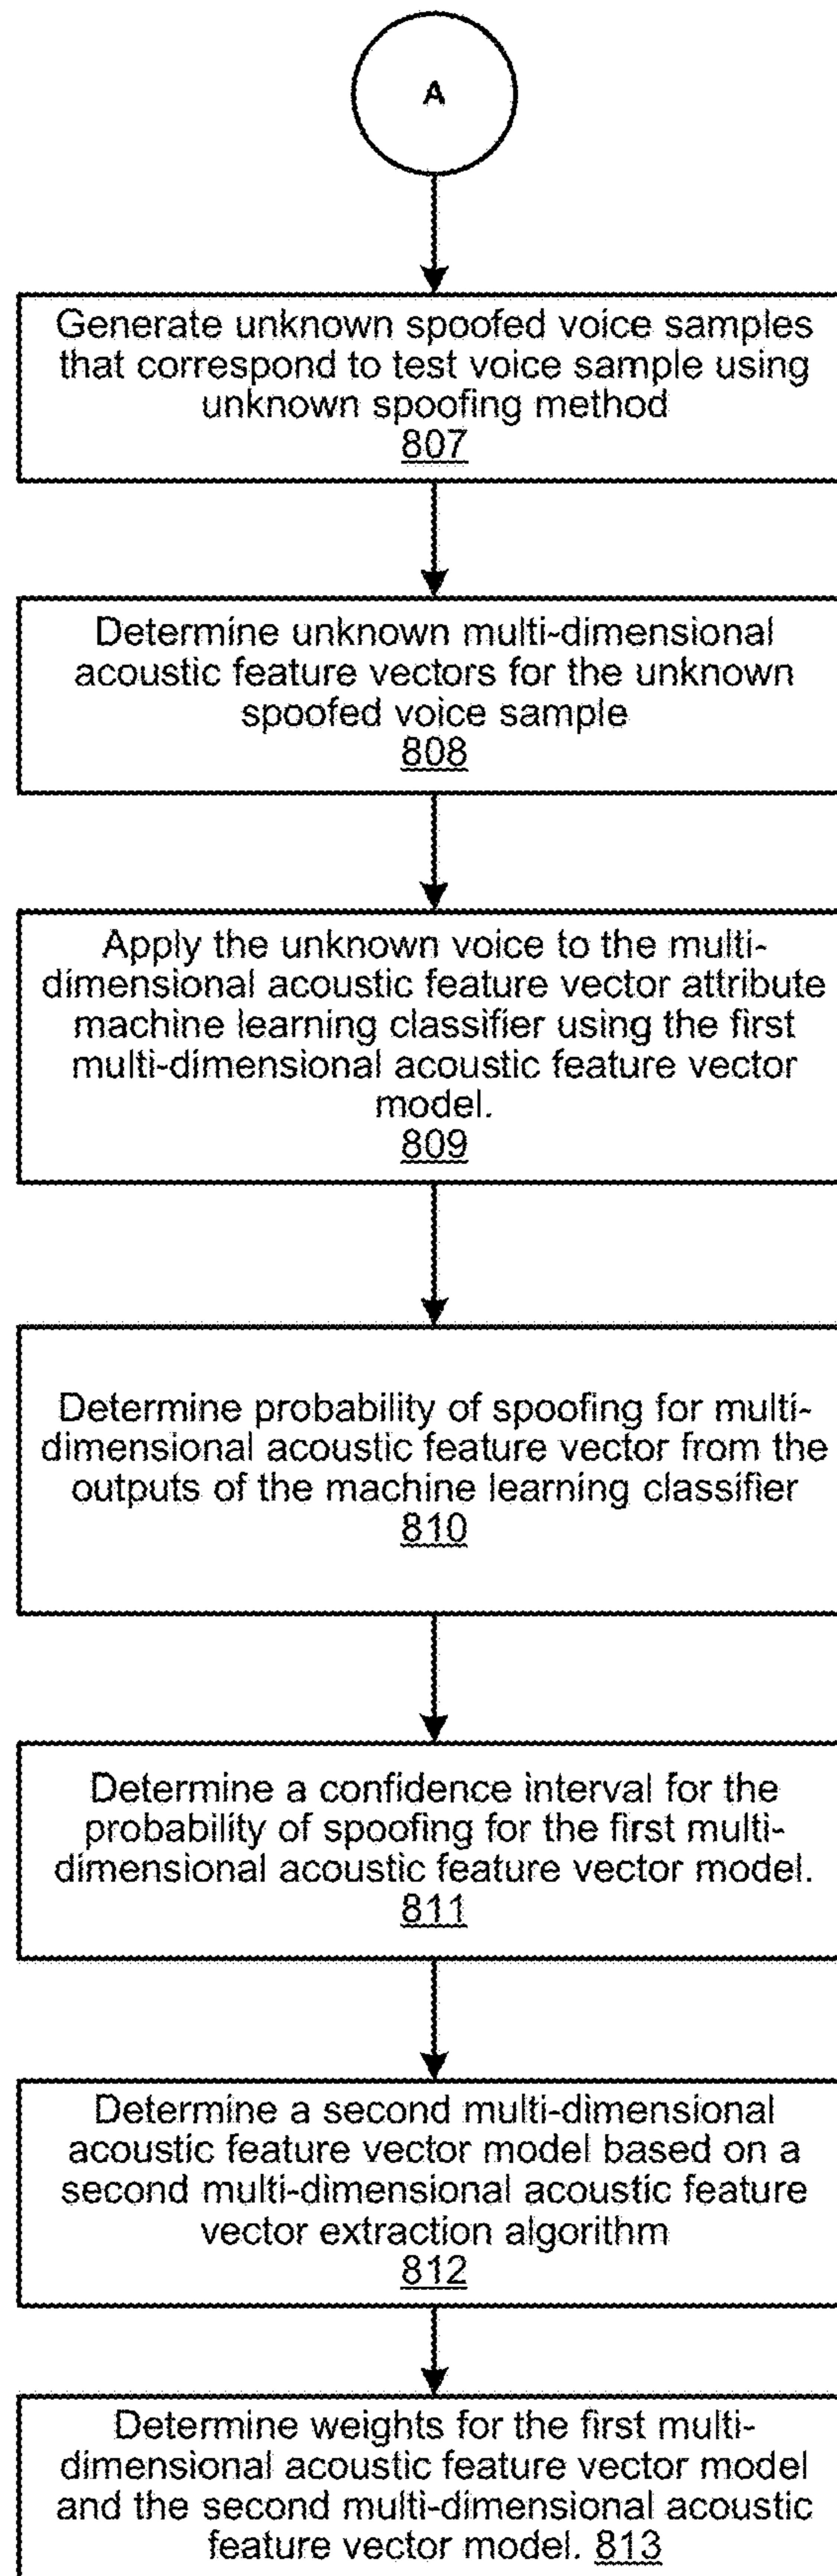 A
Generate unknown spoofed voice samples
that correspond to test voice sample using
unknown spoofing method
807
Determine unknown multi-dimensional
acoustic feature vectors for the unknown
spoofed voice sample
808
Apply the unknown voice to the multi-
dimensional acoustic feature vector attribute
machine learning classifier using the first
multi-dimensional acoustic feature vector
model.
809
Determine probability of spoofing for multi-
dimensional acoustic feature vector from the
outputs of the machine learning classifier
810
Determine a confidence interval for the
probability of spoofing for the first multi-
dimensional acoustic feature vector model.
811
Determine a second multi-dimensional
acoustic feature vector model based on a
second multi-dimensional acoustic feature
vector extraction algorithm
812
Determine weights for the first multi-
dimensional acoustic feature vector model
and the second multi-dimensional acoustic
feature vector model. 813